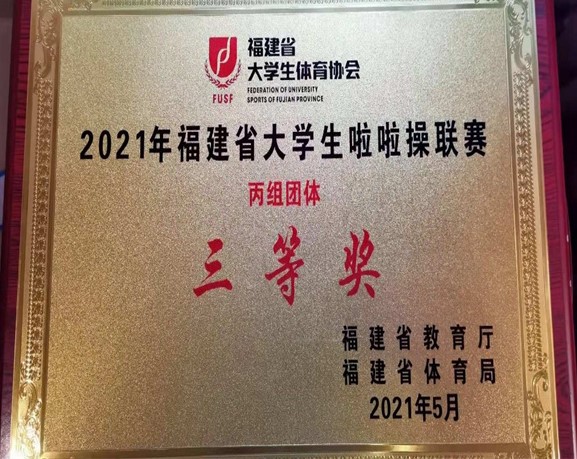 福建省
大学生体育协会
FEDERATION OF UNIVERSITY
SPORTS OF FUJIAN PROVINCE
FUSF
2021年福建省大学生啦啦操联赛
丙组团体
三等奖
福建省教育厅
福建省体育局
2021年5月